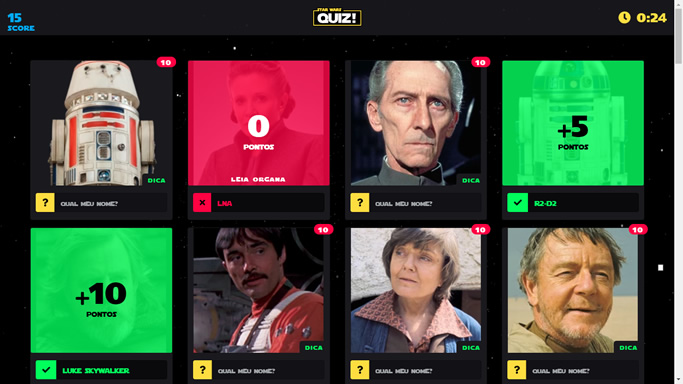 15
SCORE
STAR WARS
QUIZ!
0:24
10
DICA
? QUAL MEU NOME?
0
PONTOS
LEIA ORGANA
LNA
10
DICA
? QUAL MEU NOME?
+5
PONTOS
R2-D2
+10
PONTOS
LUKE SKYWALKER
10
DICA
? QUAL MEU NOME?
10
DICA
? QUAL MEU NOME?
10
DICA
? QUAL MEU NOME?